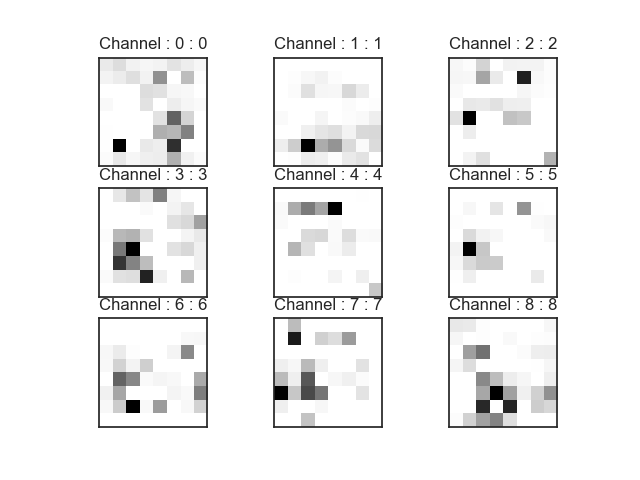 Channel : 0 : 0
Channel : 1 : 1
Channel : 2 : 2
Channel : 3 : 3
Channel : 4 : 4
Channel : 5 : 5
Channel : 6 : 6
Channel : 7 : 7
Channel : 8 : 8